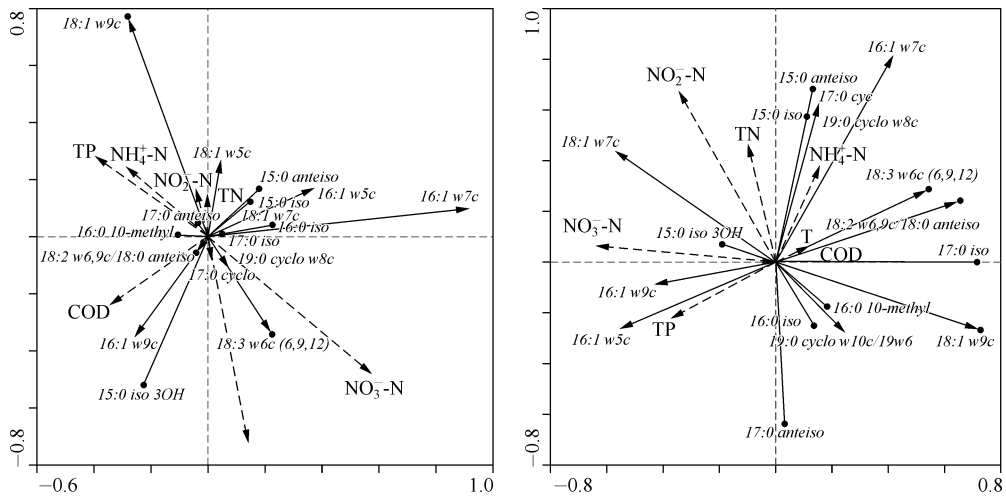 0.8
18:1 w9c
TP
NH4+-N
18:1 w5c
NO2−-N
TN
15:0 anteiso
16:1 w5c
15:0 iso
16:1 w7c
17:0 anteiso
18:1 w7c
16:0 iso
16:0 10-methyl
17:0 iso
18:2 w6,9c/18:0 anteiso
19:0 cyclo w8c
17:0 cyclo
COD
16:1 w9c
18:3 w6c (6,9,12)
15:0 iso 3OH
NO3−-N
−0.8
−0.6
1.0
1.0
16:1 w7c
NO2−-N
15:0 anteiso
17:0 cyc
15:0 iso
19:0 cyclo w8c
TN
18:1 w7c
NH4+-N
18:3 w6c (6,9,12)
NO3−-N
18:2 w6,9c/18:0 anteiso
15:0 iso 3OH
T
COD
17:0 iso
16:1 w9c
16:0 10-methyl
TP
16:0 iso
16:1 w5c
19:0 cyclo w10c/19w6
18:1 w9c
17:0 anteiso
−0.8
−0.8
0.8